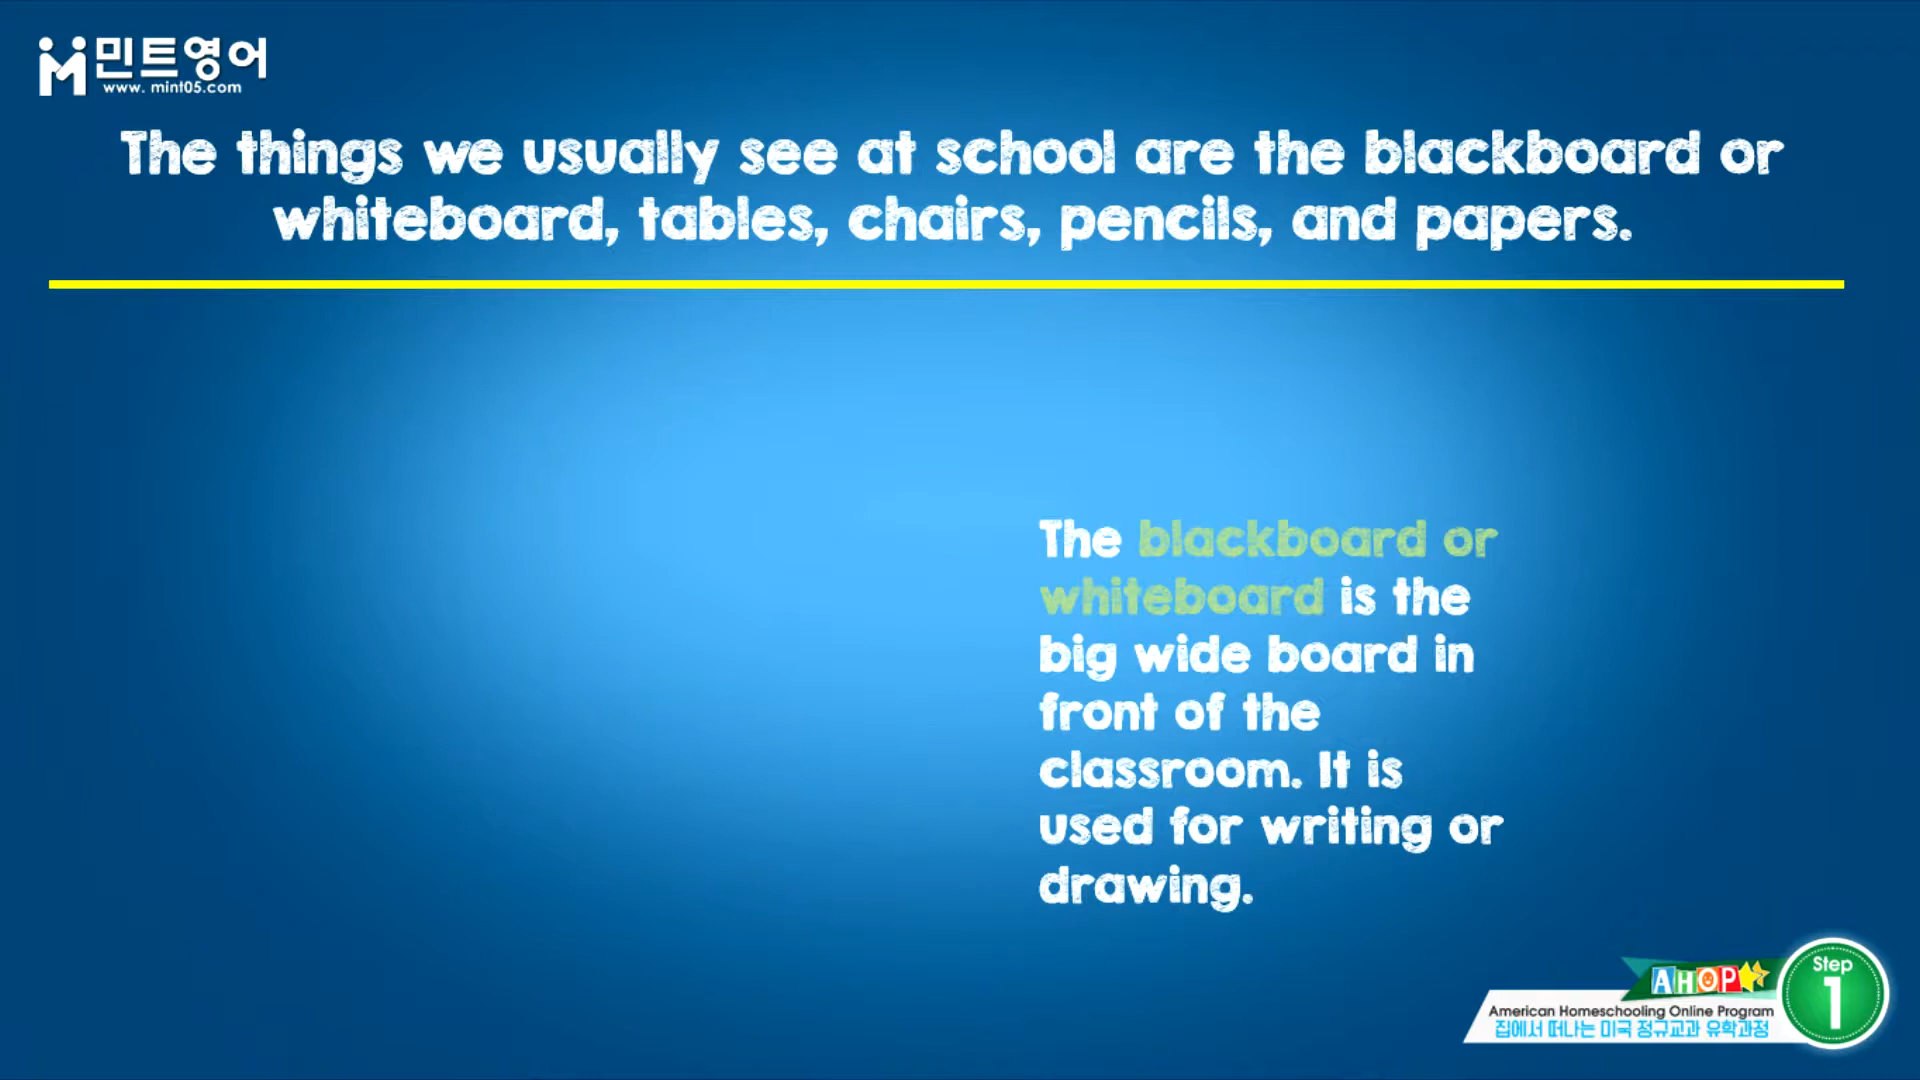 민트영어
www. mint05.com
The things we usually see at school are the blackboard or
whiteboard, tables, chairs, pencils, and papers.
The blackboard or
whiteboard is the
big wide board in
front of the
classroom. It is
used for writing or
drawing.
AHOP
Step
1
American Homeschooling Online Program
집에서 떠나는 미국 정규교과 유학과정